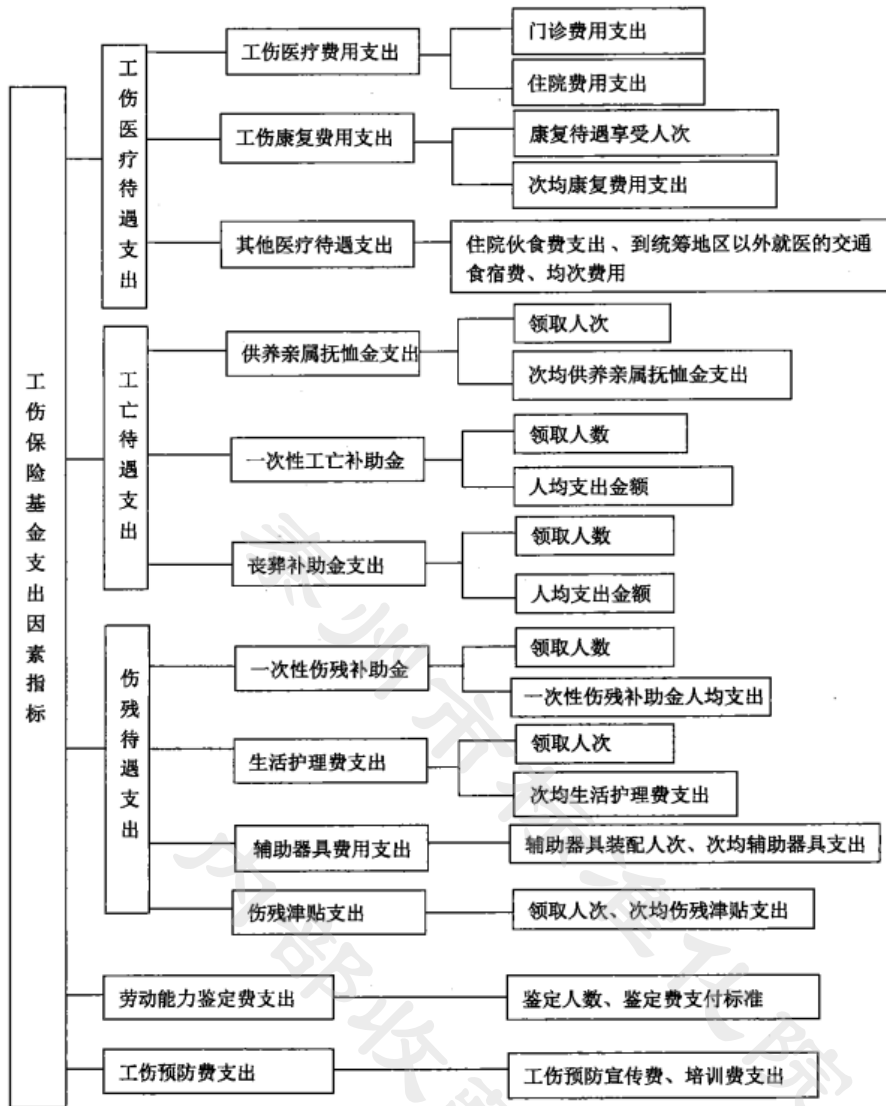 工伤保险基金支出因素指标
工伤医疗待遇支出
工伤医疗费用支出
门诊费用支出
住院费用支出
工伤康复费用支出
康复待遇享受人次
次均康复费用支出
其他医疗待遇支出
住院伙食费支出、到统筹地区以外就医的交通
食宿费、均次费用
工亡待遇支出
供养亲属抚恤金支出
领取人次
次均供养亲属抚恤金支出
一次性工亡补助金
领取人数
人均支出金额
丧葬补助金支出
领取人数
人均支出金额
伤残待遇支出
一次性伤残补助金
领取人数
一次性伤残补助金人均支出
生活护理费支出
领取人次
次均生活护理费支出
辅助器具费用支出
辅助器具装配人次、次均辅助器具支出
伤残津贴支出
领取人次、次均伤残津贴支出
劳动能力鉴定费支出
鉴定人数、鉴定费支付标准
工伤预防费支出
工伤预防宣传费、培训费支出
泰州市标准化院
内部收